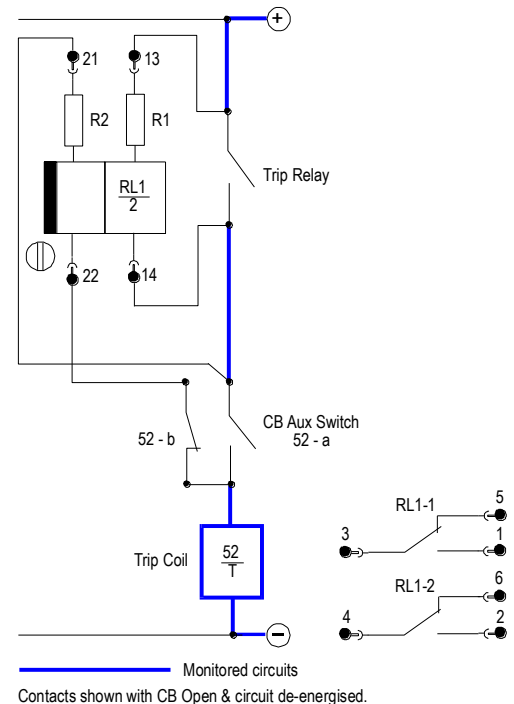 +
21
13
R2
R1
RL1
2
Trip Relay
22
14
CB Aux Switch
52 - a
52 - b
Trip Coil
52
T
RL1-1
5
3
1
RL1-2
6
4
2
−
Monitored circuits
Contacts shown with CB Open & circuit de-energised.